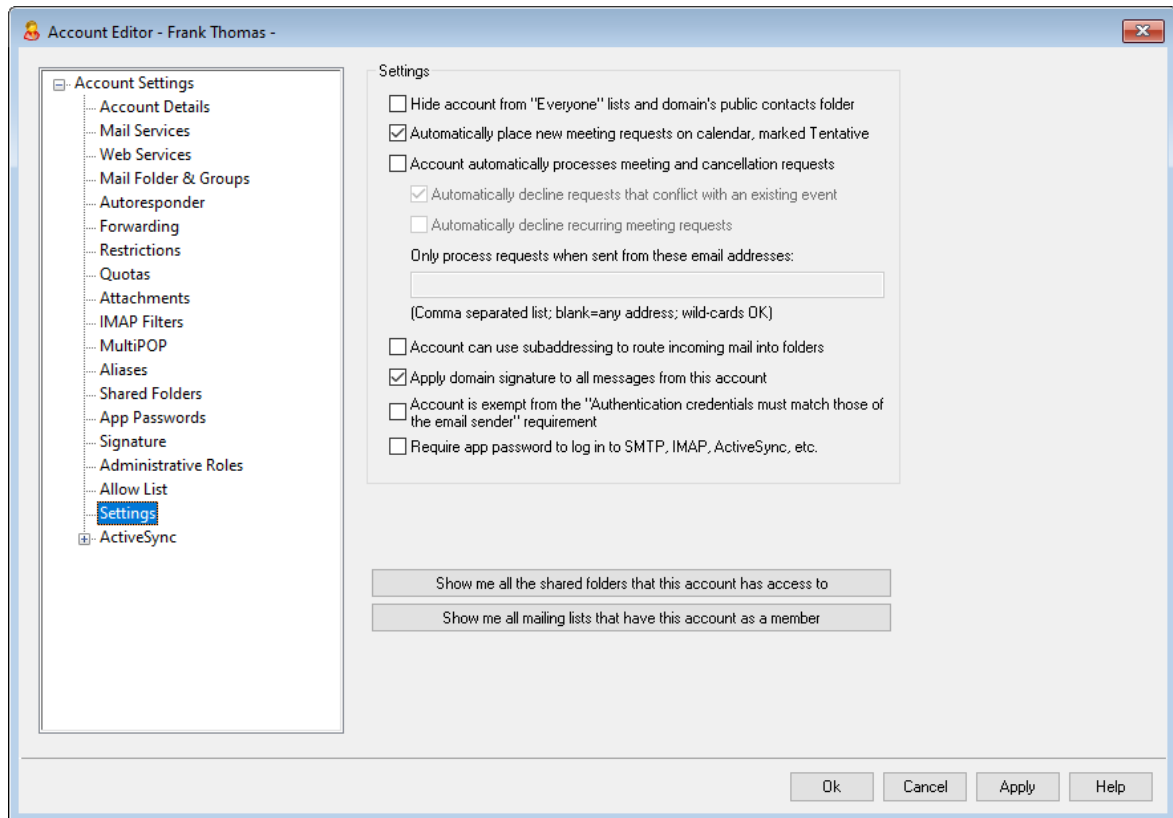 Account Editor - Frank Thomas -
Account Settings
Account Details
Mail Services
Web Services
Mail Folder & Groups
Autoresponder
Forwarding
Restrictions
Quotas
Attachments
IMAP Filters
MultiPOP
Aliases
Shared Folders
App Passwords
Signature
Administrative Roles
Allow List
Settings
ActiveSync
Settings
Hide account from "Everyone" lists and domain's public contacts folder
Automatically place new meeting requests on calendar, marked Tentative
Account automatically processes meeting and cancellation requests
Automatically decline requests that conflict with an existing event
Automatically decline recurring meeting requests
Only process requests when sent from these email addresses:
(Comma separated list; blank=any address; wild-cards OK)
Account can use subaddressing to route incoming mail into folders
Apply domain signature to all messages from this account
Account is exempt from the "Authentication credentials must match those of
the email sender" requirement
Require app password to log in to SMTP, IMAP, ActiveSync, etc.
Show me all the shared folders that this account has access to
Show me all mailing lists that have this account as a member
Ok
Cancel
Apply
Help